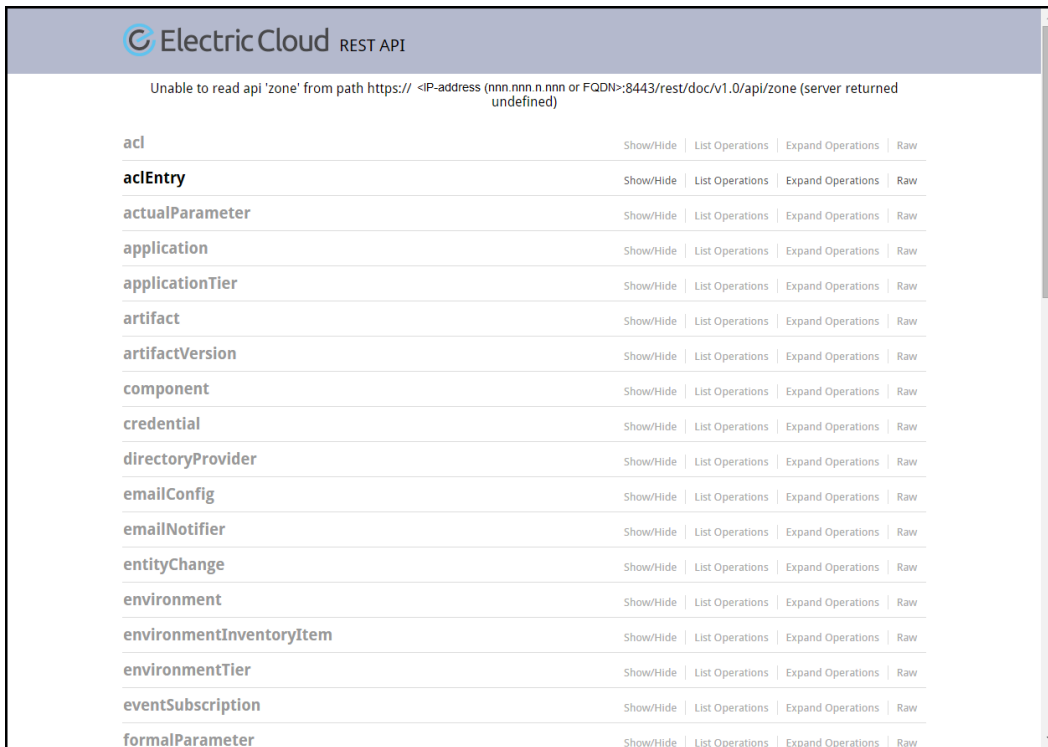 Electric Cloud REST API
Unable to read api 'zone' from path https:// <IP-address (nnn.nnn.n.nnn or FQDN>:8443/rest/doc/v1.0/api/zone (server returned
undefined)
acl Show/Hide List Operations Expand Operations Raw
aclEntry Show/Hide List Operations Expand Operations Raw
actualParameter Show/Hide List Operations Expand Operations Raw
application Show/Hide List Operations Expand Operations Raw
applicationTier Show/Hide List Operations Expand Operations Raw
artifact Show/Hide List Operations Expand Operations Raw
artifactVersion Show/Hide List Operations Expand Operations Raw
component Show/Hide List Operations Expand Operations Raw
credential Show/Hide List Operations Expand Operations Raw
directoryProvider Show/Hide List Operations Expand Operations Raw
emailConfig Show/Hide List Operations Expand Operations Raw
emailNotifier Show/Hide List Operations Expand Operations Raw
entityChange Show/Hide List Operations Expand Operations Raw
environment Show/Hide List Operations Expand Operations Raw
environmentInventoryItem Show/Hide List Operations Expand Operations Raw
environmentTier Show/Hide List Operations Expand Operations Raw
eventSubscription Show/Hide List Operations Expand Operations Raw
formalParameter Show/Hide List Operations Expand Operations Raw